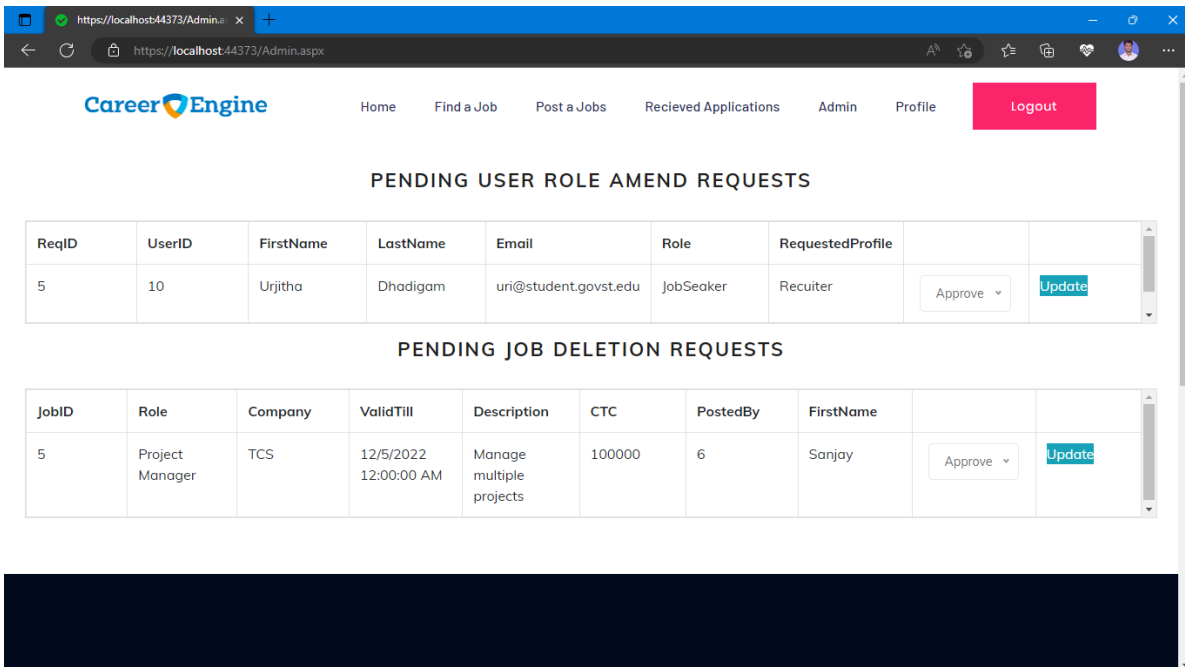 https://localhost:44373/Admin.a
https://localhost:44373/Admin.aspx
Career Engine Home Find a Job Post a Jobs Recieved Applications Admin Profile Logout
PENDING USER ROLE AMEND REQUESTS
ReqID UserID FirstName LastName Email Role RequestedProfile
5 10 Urjitha Dhadigam uri@student.govst.edu JobSeaker Recuiter Approve Update
PENDING JOB DELETION REQUESTS
JobID Role Company ValidTill Description CTC PostedBy FirstName
5 Project TCS 12/5/2022 Manage 100000 6 Sanjay Approve Update
Manager 12:00:00 AM multiple
projects